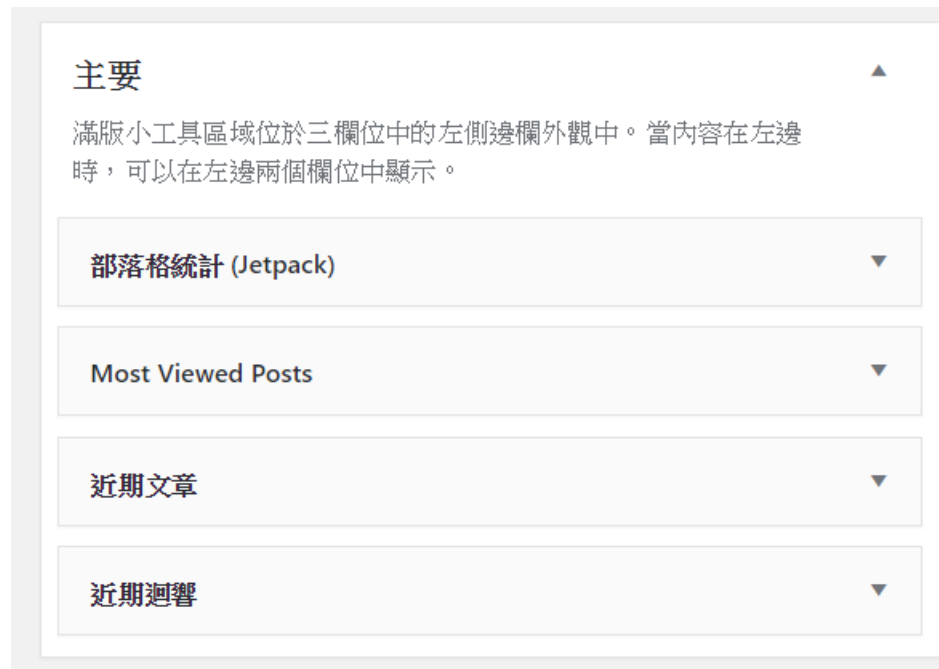 主要
滿版小工具區域位於三欄位中的左側邊欄外觀中。當內容在左邊
時，可以在左邊兩個欄位中顯示。
部落格統計 (Jetpack)
Most Viewed Posts
近期文章
近期迴響